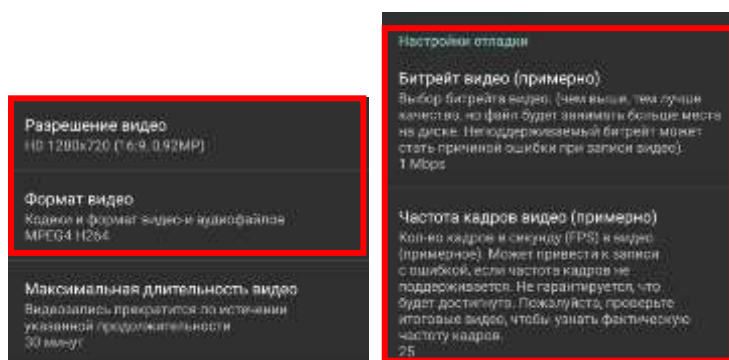 Разрешение видео
HD 1280x720 (16:9, 0.92MP)
Формат видео
Кодеки и формат видео-и аудиофайлов
MPEG4 H264
Максимальная длительность видео
Видеозапись прекратится по истечении
указанной продолжительности
30 минут
Настройки отладки
Битрейт видео (примерно)
Выбор битрейта видео. (чем выше, тем лучше
качество, но файл будет занимать больше места
на диске. Неподдерживаемый битрейт может
стать причиной ошибки при записи видео)
1 Mbps
Частота кадров видео (примерно)
Кол-во кадров в секунду (FPS) в видео
(примерное). Может привести к записи
с ошибкой, если частота кадров не
поддерживается. Не гарантируется, что
будет достигнуто. Пожалуйста, проверьте
итоговые видео, чтобы узнать фактическую
частоту кадров
25